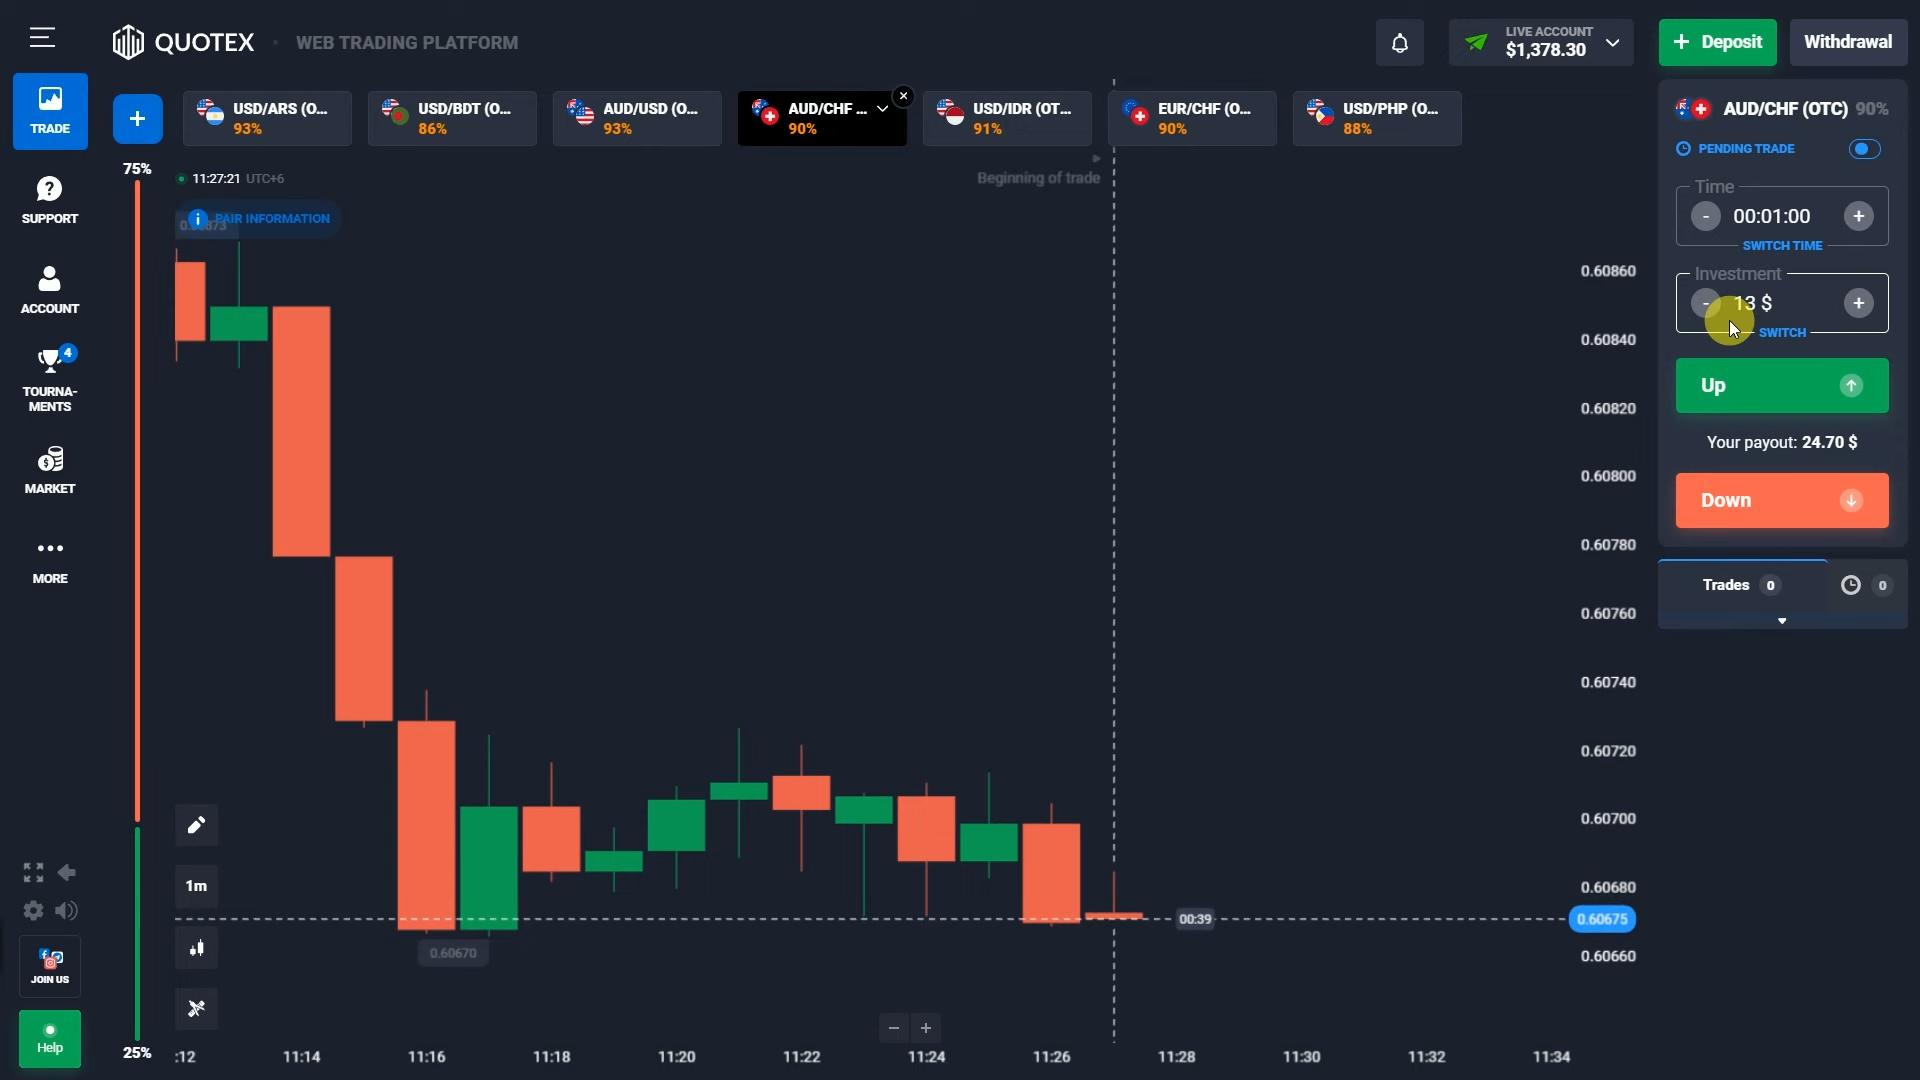 QUOTEX
WEB TRADING PLATFORM
LIVE ACCOUNT
$1,378.30
+ Deposit
Withdrawal
TRADE
SUPPORT
ACCOUNT
4
TOURNA-
MENTS
MARKET
MORE
JOIN US
Help
+
USD/ARS (O...
93%
USD/BDT (O...
86%
AUD/USD (O...
93%
AUD/CHF ...
90%
USD/IDR (OT...
91%
EUR/CHF (O...
90%
USD/PHP (O...
88%
75%
25%
11:27:21 UTC+6
PAIR INFORMATION
Beginning of trade
1m
0.60670
00:39
0.60860
0.60840
0.60820
0.60800
0.60780
0.60760
0.60740
0.60720
0.60700
0.60680
0.60675
0.60660
:12
11:14
11:16
11:18
11:20
11:22
11:24
11:26
11:28
11:30
11:32
11:34
AUD/CHF (OTC) 90%
PENDING TRADE
Time
- 00:01:00 +
SWITCH TIME
Investment
- 13 $ +
SWITCH
Up
Your payout: 24.70 $
Down
Trades 0
0